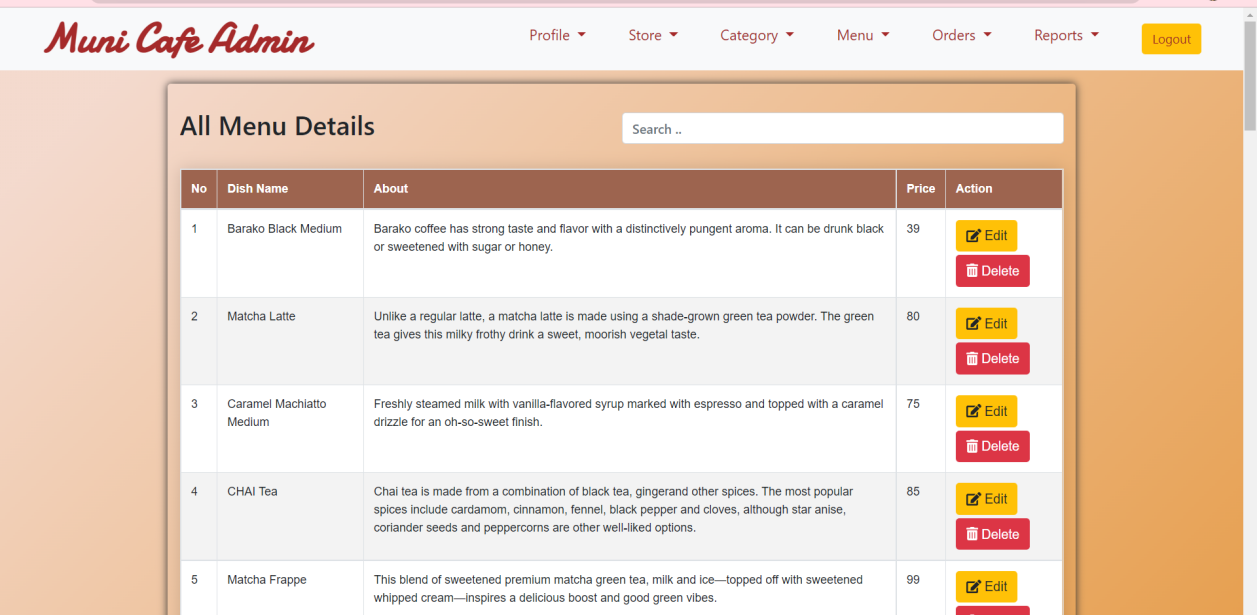 Muni Cafe Admin
Profile
Store
Category
Menu
Orders
Reports
Logout
All Menu Details
Search ..
No Dish Name About Price Action
1 Barako Black Medium Barako coffee has strong taste and flavor with a distinctively pungent aroma. It can be drunk black 39 Edit
or sweetened with sugar or honey.
Delete
2 Matcha Latte Unlike a regular latte, a matcha latte is made using a shade-grown green tea powder. The green 80 Edit
tea gives this milky frothy drink a sweet, moorish vegetal taste.
Delete
3 Caramel Machiatto Freshly steamed milk with vanilla-flavored syrup marked with espresso and topped with a caramel 75 Edit
Medium drizzle for an oh-so-sweet finish.
Delete
4 CHAI Tea Chai tea is made from a combination of black tea, gingerand other spices. The most popular 85 Edit
spices include cardamom, cinnamon, fennel, black pepper and cloves, although star anise,
coriander seeds and peppercorns are other well-liked options.
Delete
5 Matcha Frappe This blend of sweetened premium matcha green tea, milk and ice—topped off with sweetened 99 Edit
whipped cream—inspires a delicious boost and good green vibes.